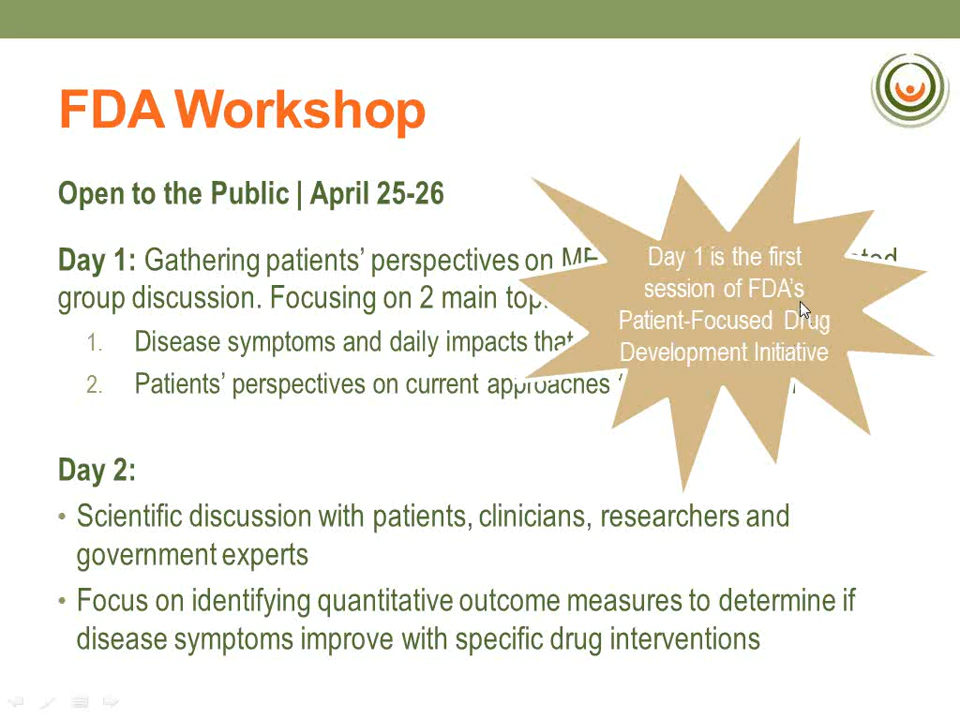 FDA Workshop
Open to the Public | April 25-26
Day 1: Gathering patients’ perspectives on
group discussion. Focusing on 2 main
1. Disease symptoms and daily impacts that
2. Patients’ perspectives on current approaches
Day 1 is the first
session of FDA’s
Patient-Focused Drug
Development Initiative
Day 2:
• Scientific discussion with patients, clinicians, researchers and
government experts
• Focus on identifying quantitative outcome measures to determine if
disease symptoms improve with specific drug interventions